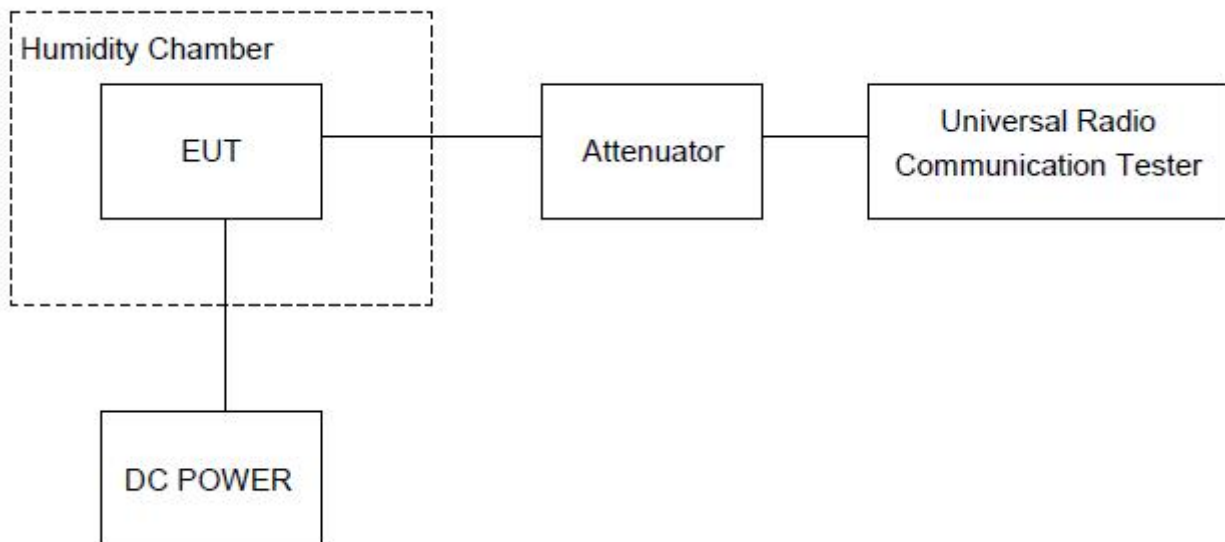 Humidity Chamber
EUT
Attenuator
Universal Radio
Communication Tester
DC POWER